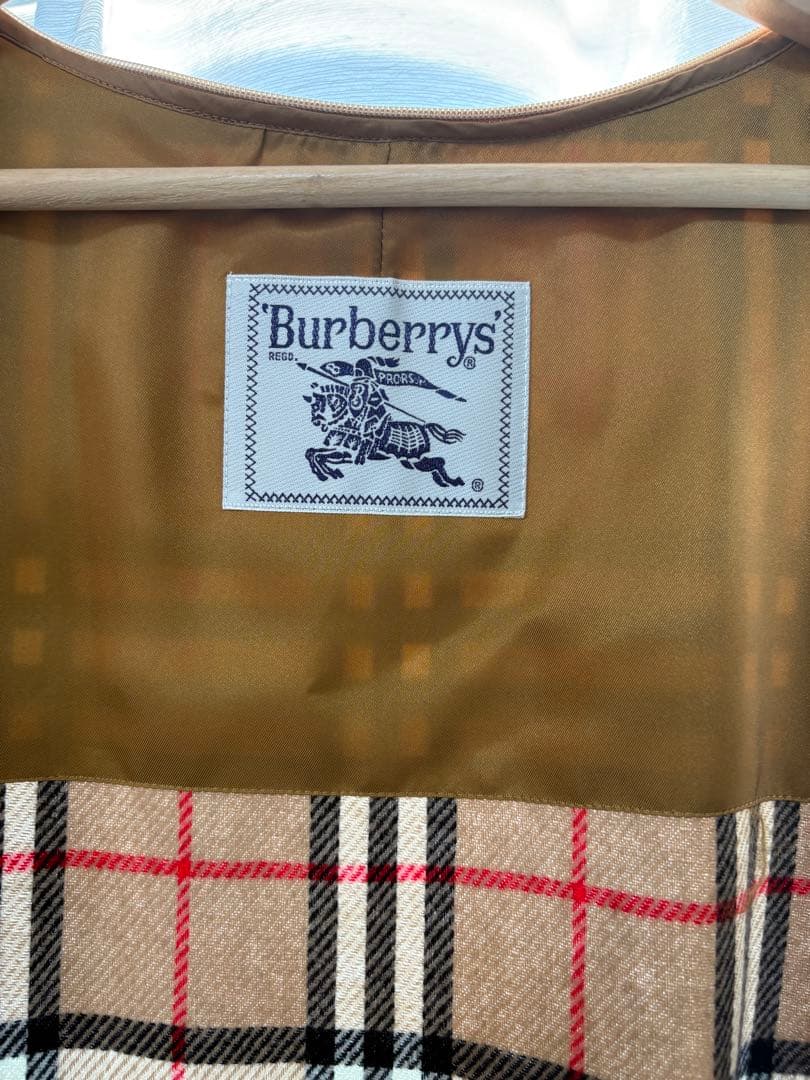 'Burberrys'
®
REGD.
PRORSUM
®